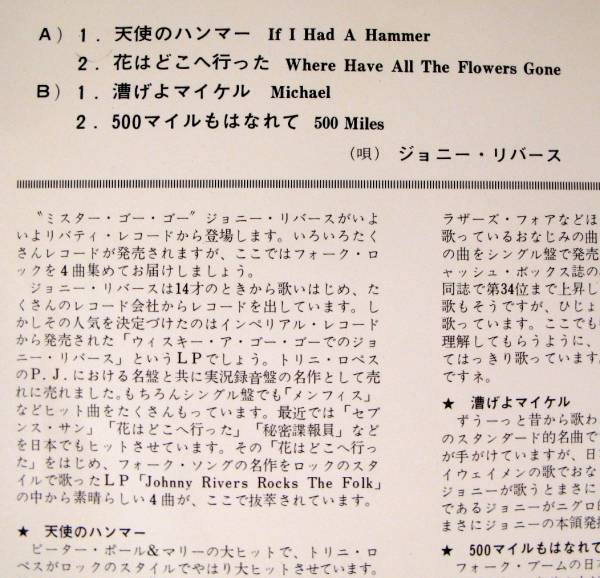 A) 1. 天使のハンマー If I Had A Hammer
2. 花はどこへ行った Where Have All The Flowers Gone
B) 1. 漕げよマイケル Michael
2. 500マイルもはなれて 500 Miles
(唄) ジョニー・リバース
〝ミスター・ゴー・ゴー〞ジョニー・リバースがいよ
いよリバティ・レコードから登場します。いろいろたく
さんレコードが発売されますが、ここではフォーク・ロ
ックを4曲集めてお届けしましょう。
ジョニー・リバースは14才のときから歌いはじめ、た
くさんのレコード会社からレコードを出しています。し
かしその人気を決定づけたのはインペリアル・レコード
から発売された「ウィスキー・ア・ゴー・ゴーでのジョ
ニー・リバース」というLPでしょう。トリニ・ロペス
のP.J.における名盤と共に実況録音盤の名作として売
れに売れました。もちろんシングル盤でも「メンフィス」
などヒット曲をたくさんもっています。最近では「セブ
ンス・サン」「花はどこへ行った」「秘密諜報員」など
を日本でもヒットさせています。その「花はどこへ行っ
た」をはじめ、フォーク・ソングの名作をロックのスタ
イルで歌ったLP「Johnny Rivers Rocks The Folk」
の中から素晴らしい4曲が、ここで抜萃されています。
★ 天使のハンマー
ピーター・ポール&マリーの大ヒットで、トリニ・ロ
ペスがロックのスタイルでやはり大ヒットさせています。
ラザーズ・フォアなどほ
歌っているおなじみの曲
の曲をシングル盤で発売
ャッシュ・ボックス誌の
同誌で第34位まで上昇し
歌もそうですが、ひじょ
歌っています。ここでも
理解してもらうように、
てはっきり歌っています。
ですネ。
★ 漕げよマイケル
ずうーっと昔から歌わ
のスタンダード的名曲で
が手がけていますが、日
イウェイメンの歌でおな
ジョニーが歌うとまさに
であるジョニーがニグロ的
まさにジョニーの本領発揮
★ 500マイルもはなれて
フォーク・ブームの日本